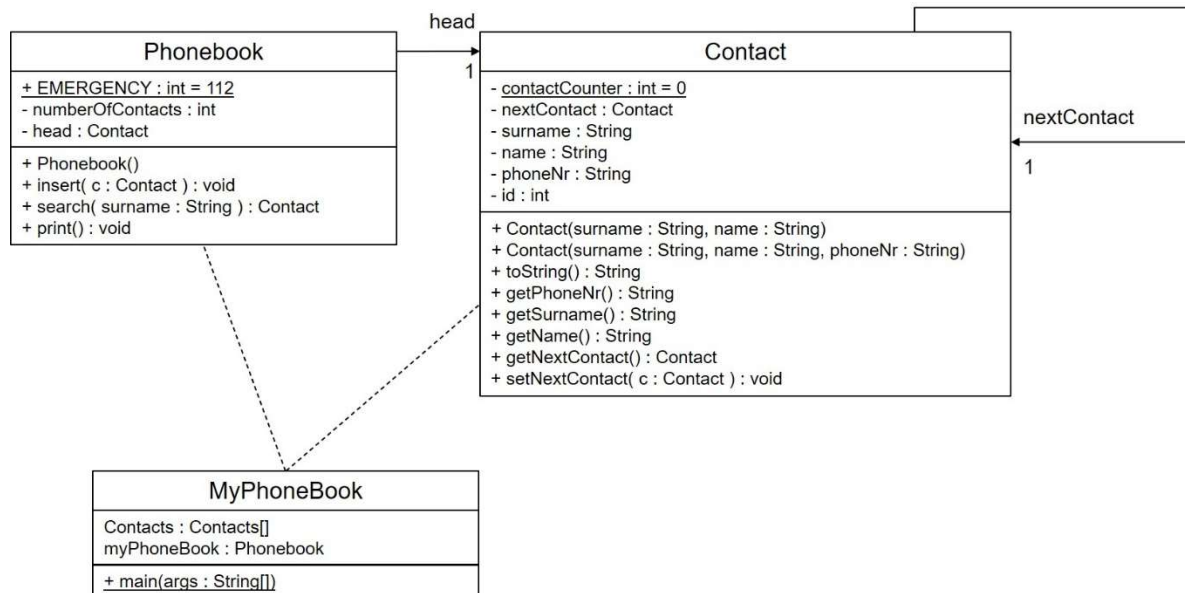 head
1
Phonebook
+ EMERGENCY : int = 112
- numberOfContacts : int
- head : Contact
+ Phonebook()
+ insert( c : Contact ) : void
+ search( surname : String ) : Contact
+ print() : void
Contact
- contactCounter : int = 0
- nextContact : Contact
- surname : String
- name : String
- phoneNr : String
- id : int
+ Contact(surname : String, name : String)
+ Contact(surname : String, name : String, phoneNr : String)
+ toString() : String
+ getPhoneNr() : String
+ getSurname() : String
+ getName() : String
+ getNextContact() : Contact
+ setNextContact( c : Contact ) : void
nextContact
1
MyPhoneBook
Contacts : Contacts[]
myPhoneBook : Phonebook
+ main(args : String[])